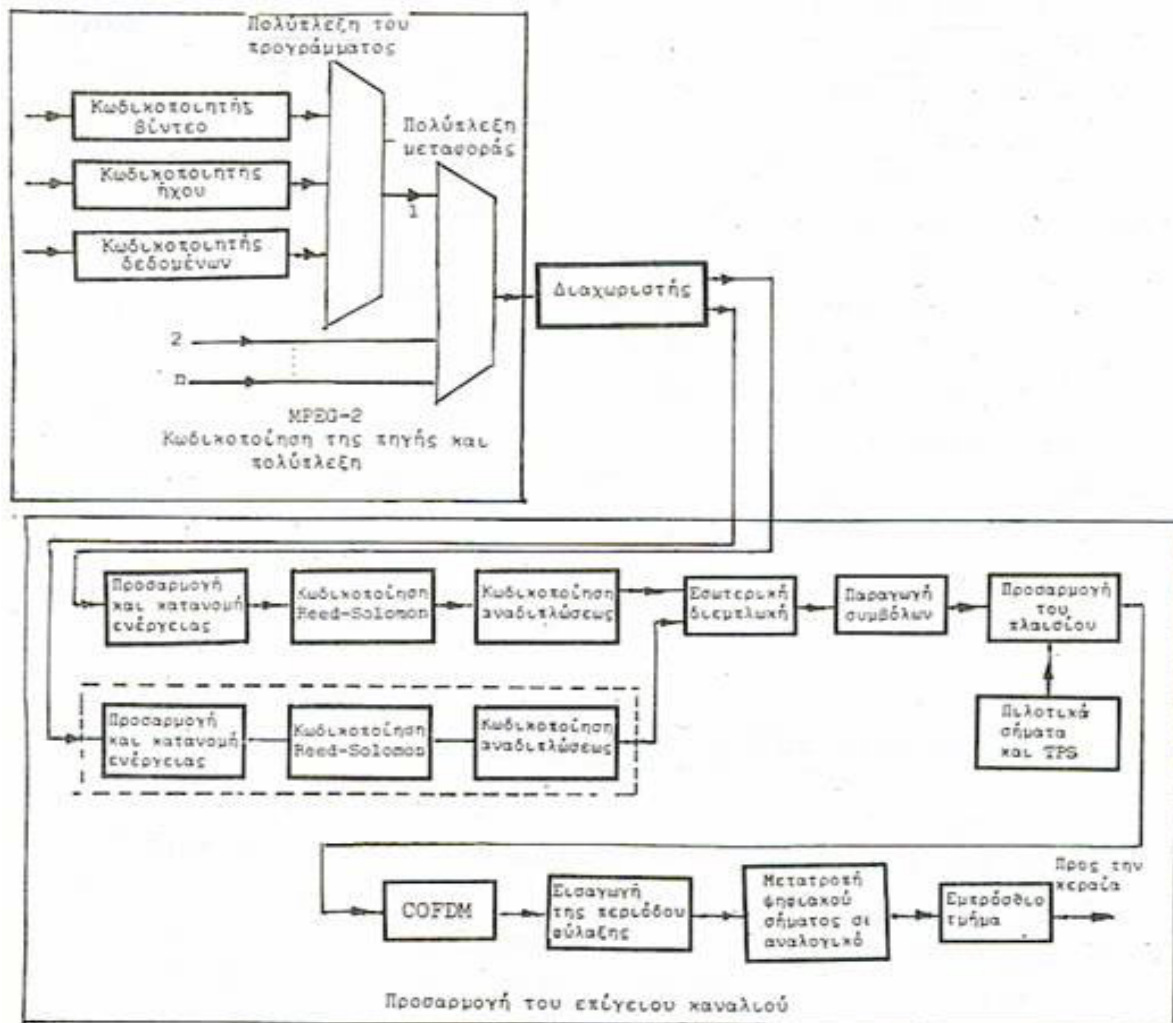 Πολύπλεξη του
προγράμματος
Κωδικοποιητής
βίντεο
Πολύπλεξη
μεταφοράς
Κωδικοποιητης
ήχου
1
Κωδικοποιητής
δεδομένων
Διαχωριστής
2
n
MPEG-2
Κωδικοποίηση της πηγής και
πολύπλεξη
Προσαρμογή
και κατανομή
ενέργειας
Κωδικοποίηση
Reed-Solomon
Κωδικοποίηση
αναδιπλώσεως
Εσωτερική
διεμπλωκή
Παραγωγή
συμβόλων
Προσαρμογή
του
πλαισίου
Προσαρμογή
και κατανομή
ενέργειας
Κωδικοποίηση
Reed-Solomon
Κωδικοποίηση
αναδιπλώσεως
Πιλοτικά
σήματα
και TPS
COFDM
Εισαγωγή
της περιόδου
φύλαξης
Μετατροπή
ψηφιακού
σήματος σε
αναλογικό
Εμπρόσθιο
τμήμα
Προς την
κεραία
Προσαρμογή του επίγειου καναλιού